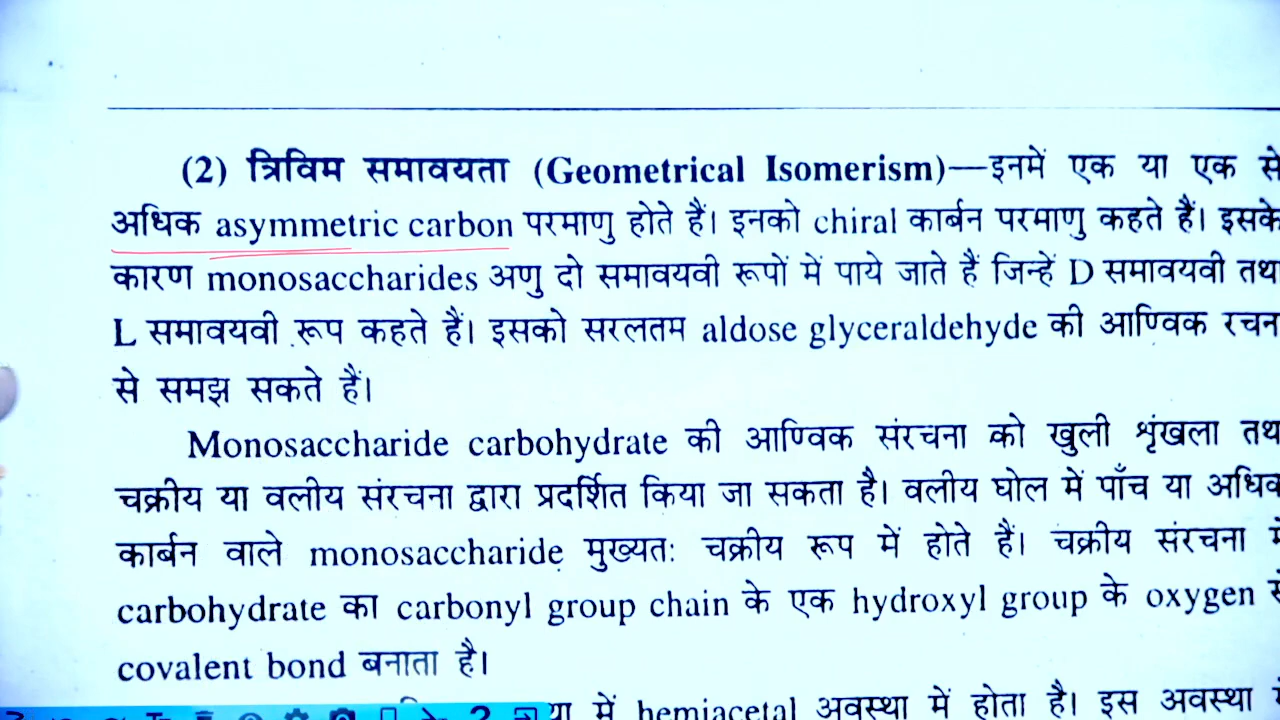 (2) त्रिविम समावयता (Geometrical Isomerism)—इनमें एक या एक से
अधिक asymmetric carbon परमाणु होते हैं। इनको chiral कार्बन परमाणु कहते हैं। इसके
कारण monosaccharides अणु दो समावयवी रूपों में पाये जाते हैं जिन्हें D समावयवी तथा
L समावयवी रूप कहते हैं। इसको सरलतम aldose glyceraldehyde की आण्विक रचन
से समझ सकते हैं।
Monosaccharide carbohydrate की आण्विक संरचना को खुली शृंखला तथ
चक्रीय या वलीय संरचना द्वारा प्रदर्शित किया जा सकता है। वलीय घोल में पाँच या अधिक
कार्बन वाले monosaccharide मुख्यतः चक्रीय रूप में होते हैं। चक्रीय संरचना में
carbohydrate का carbonyl group chain के एक hydroxyl group के oxygen से
covalent bond बनाता है।
में hemiacetal अवस्था में होता है। इस अवस्था में